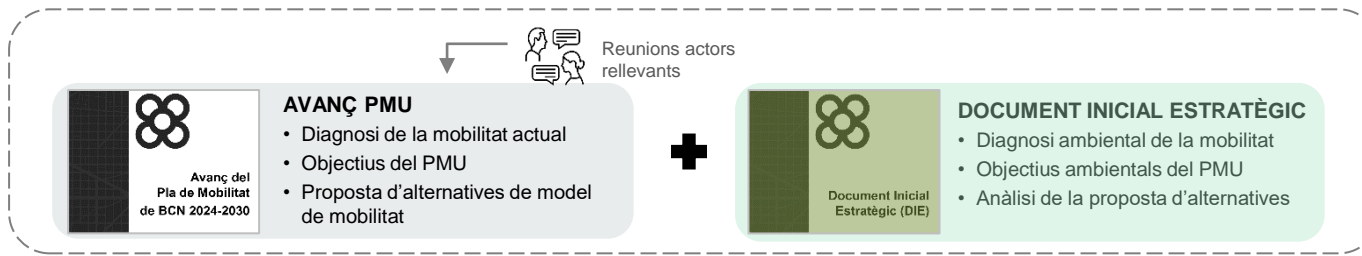 Reunions actors
rellevants
Avanç del
Pla de Mobilitat
de BCN 2024-2030
AVANÇ PMU
• Diagnosi de la mobilitat actual
• Objectius del PMU
• Proposta d'alternatives de model
de mobilitat
Document Inicial
Estratègic (DIE)
DOCUMENT INICIAL ESTRATÈGIC
• Diagnosi ambiental de la mobilitat
• Objectius ambientals del PMU
• Anàlisi de la proposta d'alternatives